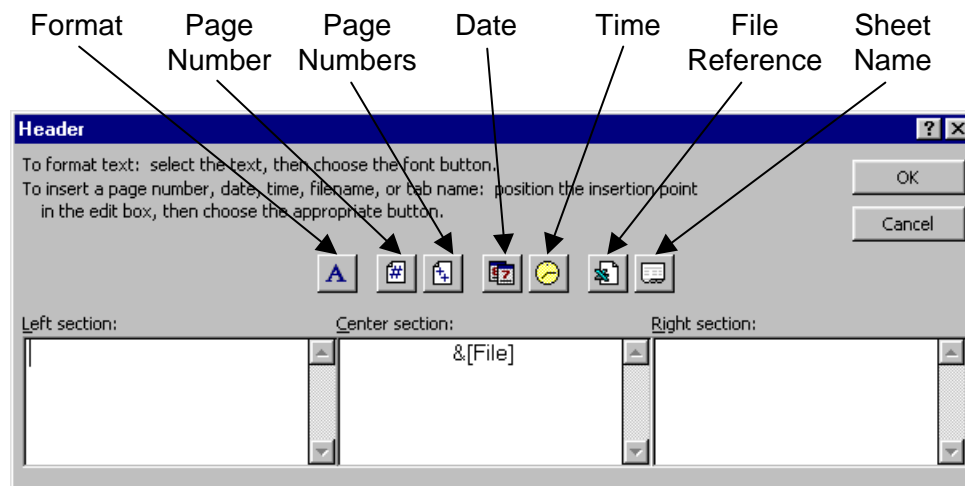 Format Page Page Date Time File Sheet
Number Numbers Reference Name
Header
To format text: select the text, then choose the font button.
To insert a page number, date, time, filename, or tab name: position the insertion point
in the edit box, then choose the appropriate button.
OK
Cancel
A # ++ 7
Left section: Center section: Right section:
&[File]